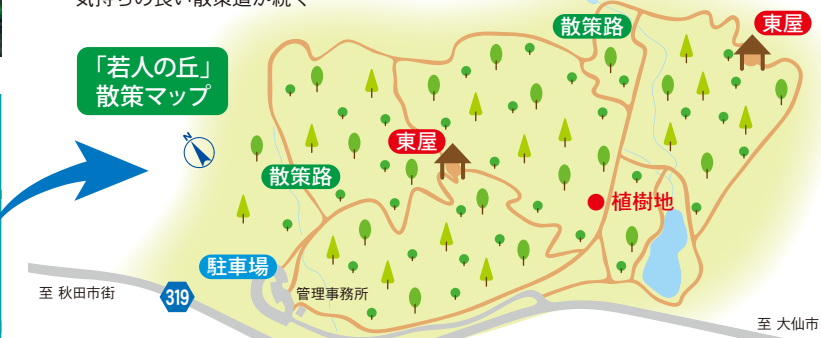 気持ちの良い散策道が続く
「若人の丘」
散策マップ
散策路
東屋
N
東屋
散策路
植樹地
駐車場
管理事務所
至 秋田市街
319
至 大仙市